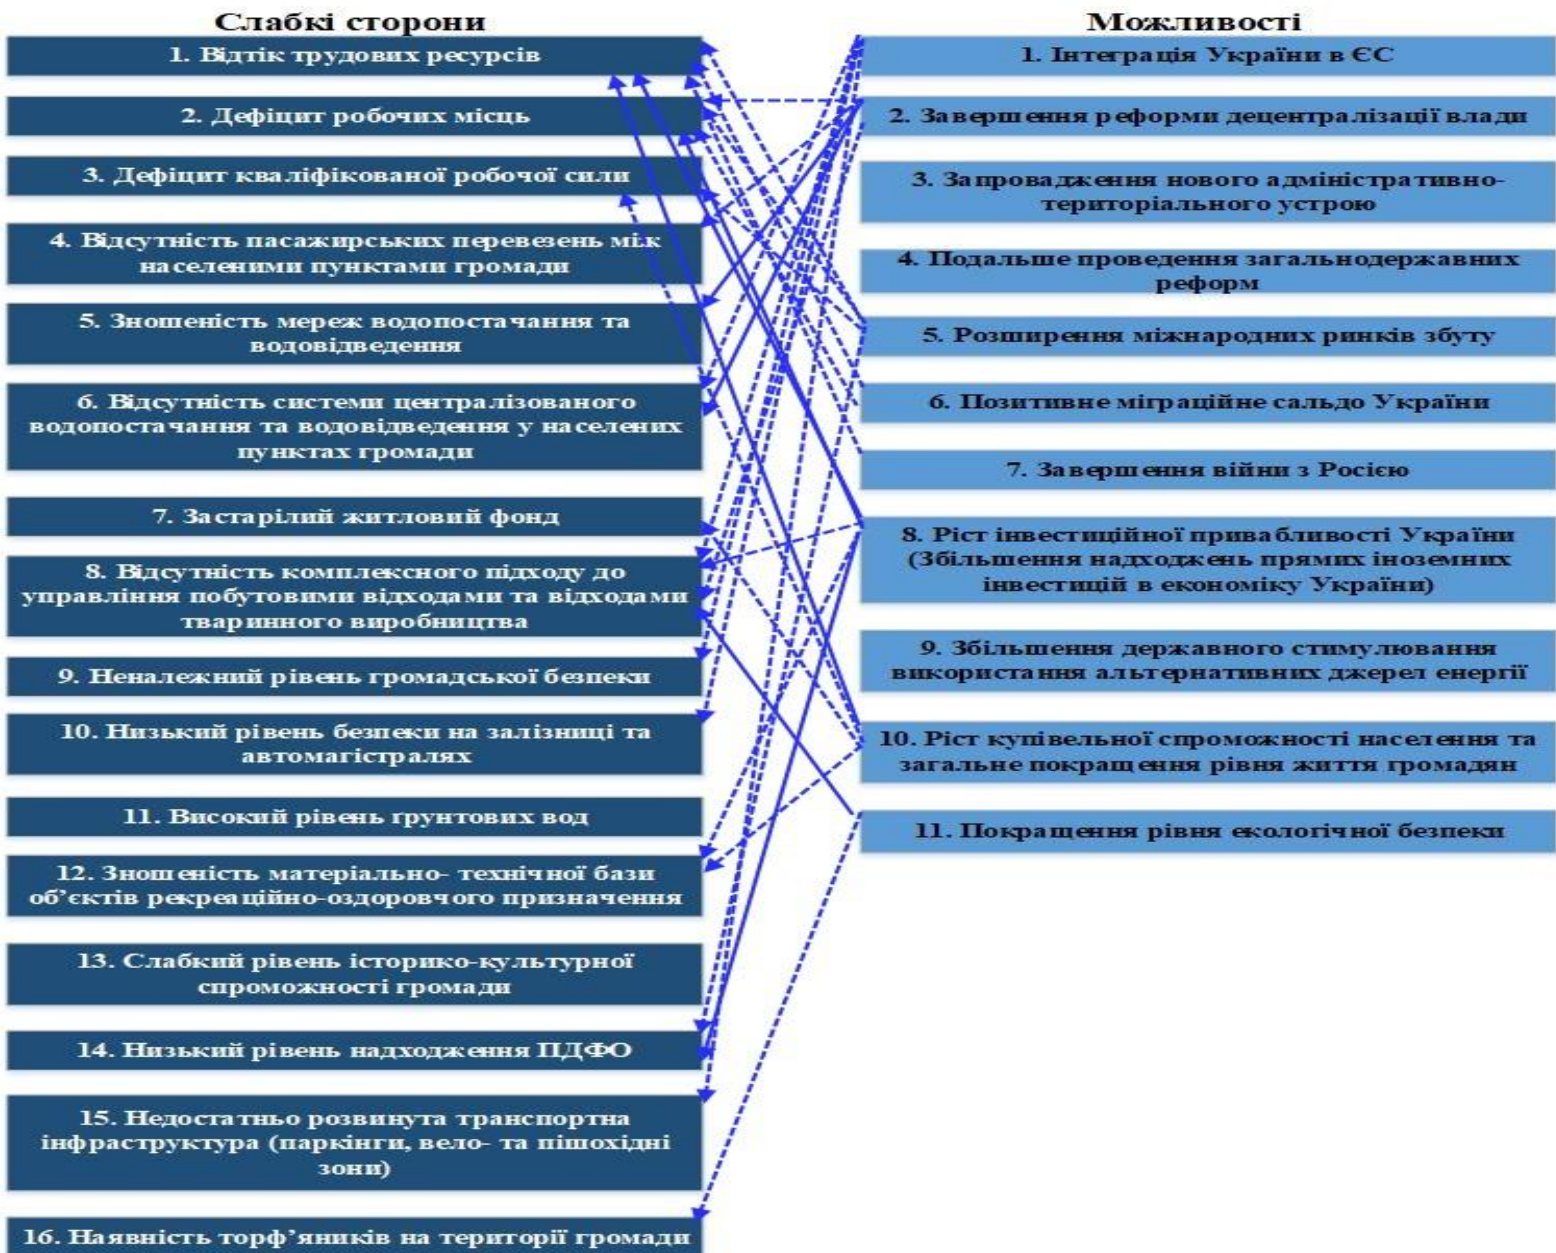 Слабкі сторони
1. Відтік трудових ресурсів
2. Дефіцит робочих місць
3. Дефіцит кваліфікованої робочої сили
4. Відсутність пасажирських перевезень між
населеними пунктами громади
5. Зношеність мереж водопостачання та
водовідведення
6. Відсутність системи централізованого
водопостачання та водовідведення у населених
пунктах громади
7. Застарілий житловий фонд
8. Відсутність комплексного підходу до
управління побутовими відходами та відходами
тваринного виробництва
9. Неналежний рівень громадської безпеки
10. Низький рівень безпеки на залізниці та
автомагістралях
11. Високий рівень ґрунтових вод
12. Зношеність матеріально- технічної бази
об’єктів рекреаційно-оздоровчого призначення
13. Слабкий рівень історико-культурної
спроможності громади
14. Низький рівень надходження ПДФО
15. Недостатньо розвинута транспортна
інфраструктура (паркінги, вело- та пішохідні
зони)
16. Наявність торф’яників на території громади
Можливості
1. Інтеграція України в ЄС
2. Завершення реформи децентралізації влади
3. Запровадження нового адміністративно-
територіального устрою
4. Подальше проведення загальнодержавних
реформ
5. Розширення міжнародних ринків збуту
6. Позитивне міграційне сальдо України
7. Завершення війни з Росією
8. Ріст інвестиційної привабливості України
(Збільшення надходжень прямих іноземних
інвестицій в економіку України)
9. Збільшення державного стимулювання
використання альтернативних джерел енергії
10. Ріст купівельної спроможності населення та
загальне покращення рівня життя громадян
11. Покращення рівня екологічної безпеки